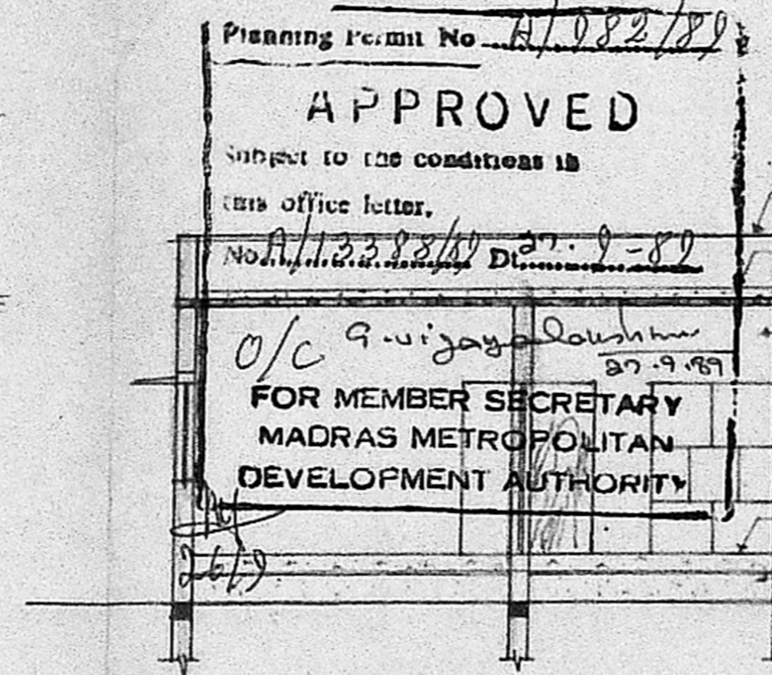 Planning Permit No A/982/89
APPROVED
Subject to the conditions in
this office letter.
No. A/13398/89 Dt. 27.9-89
O/C G. Vijayalakshmi
27.9.89
FOR MEMBER SECRETARY
MADRAS METROPOLITAN
DEVELOPMENT AUTHORITY
26/9